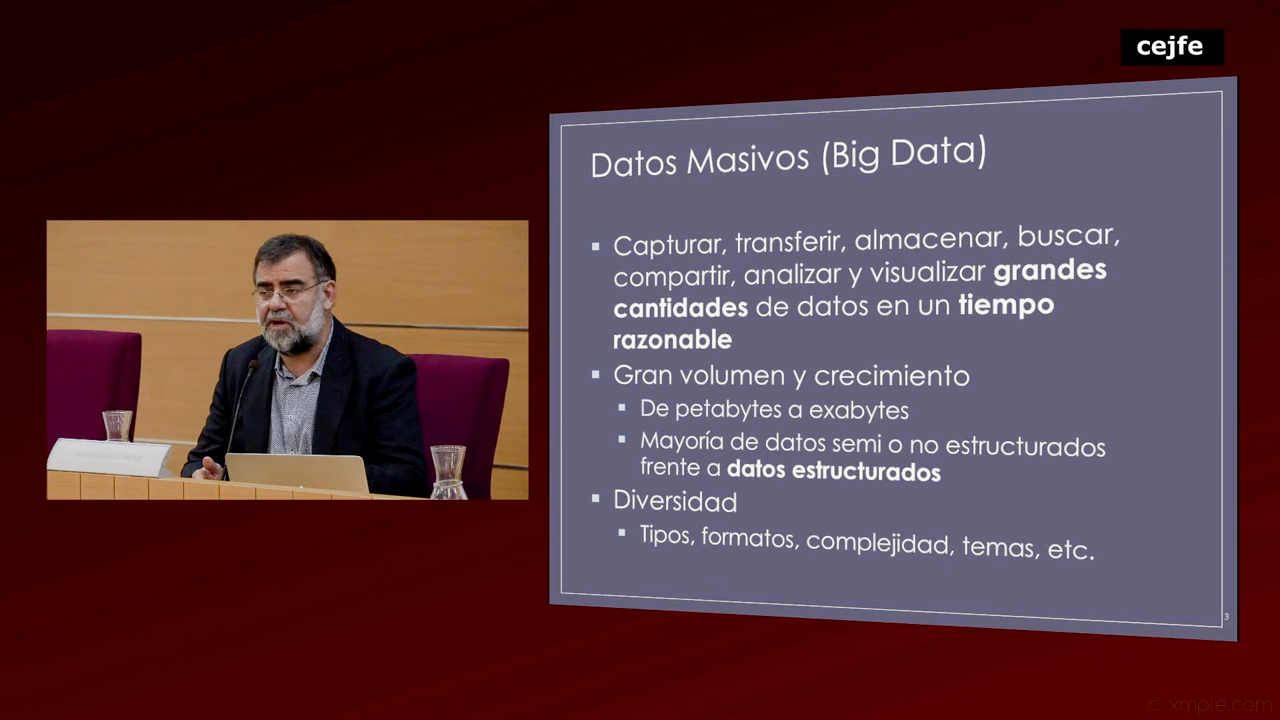 cejfe
Datos Masivos (Big Data)
▪ Capturar, transferir, almacenar, buscar,
compartir, analizar y visualizar grandes
cantidades de datos en un tiempo
razonable
▪ Gran volumen y crecimiento
▪ De petabytes a exabytes
▪ Mayoría de datos semi o no estructurados
frente a datos estructurados
▪ Diversidad
▪ Tipos, formatos, complejidad, temas, etc.
3
© xmple.com